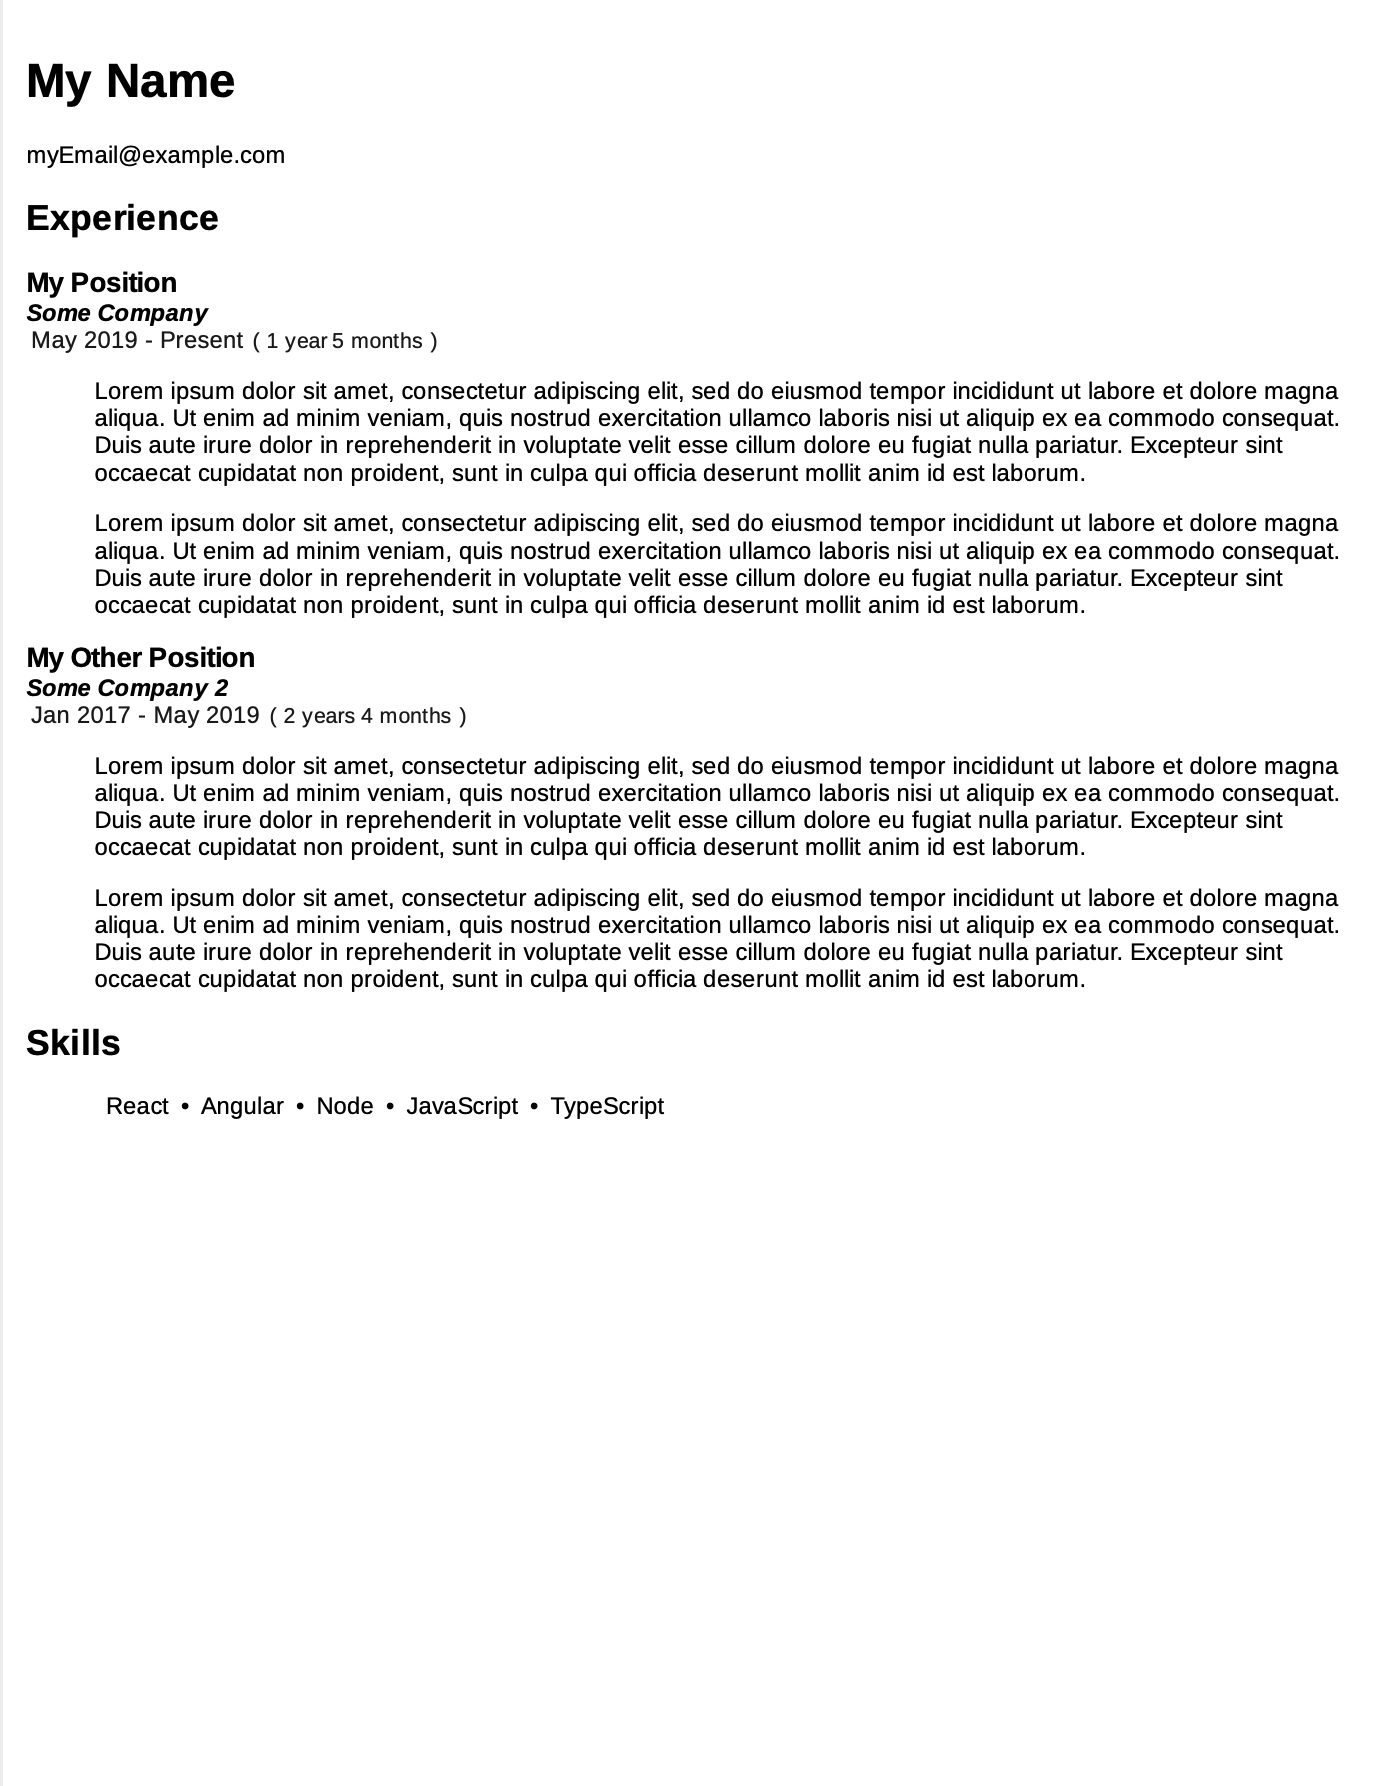 My Name
myEmail@example.com
Experience
My Position
Some Company
May 2019 - Present ( 1 year 5 months )
Lorem ipsum dolor sit amet, consectetur adipiscing elit, sed do eiusmod tempor incididunt ut labore et dolore magna
aliqua. Ut enim ad minim veniam, quis nostrud exercitation ullamco laboris nisi ut aliquip ex ea commodo consequat.
Duis aute irure dolor in reprehenderit in voluptate velit esse cillum dolore eu fugiat nulla pariatur. Excepteur sint
occaecat cupidatat non proident, sunt in culpa qui officia deserunt mollit anim id est laborum.
Lorem ipsum dolor sit amet, consectetur adipiscing elit, sed do eiusmod tempor incididunt ut labore et dolore magna
aliqua. Ut enim ad minim veniam, quis nostrud exercitation ullamco laboris nisi ut aliquip ex ea commodo consequat.
Duis aute irure dolor in reprehenderit in voluptate velit esse cillum dolore eu fugiat nulla pariatur. Excepteur sint
occaecat cupidatat non proident, sunt in culpa qui officia deserunt mollit anim id est laborum.
My Other Position
Some Company 2
Jan 2017 - May 2019 ( 2 years 4 months )
Lorem ipsum dolor sit amet, consectetur adipiscing elit, sed do eiusmod tempor incididunt ut labore et dolore magna
aliqua. Ut enim ad minim veniam, quis nostrud exercitation ullamco laboris nisi ut aliquip ex ea commodo consequat.
Duis aute irure dolor in reprehenderit in voluptate velit esse cillum dolore eu fugiat nulla pariatur. Excepteur sint
occaecat cupidatat non proident, sunt in culpa qui officia deserunt mollit anim id est laborum.
Lorem ipsum dolor sit amet, consectetur adipiscing elit, sed do eiusmod tempor incididunt ut labore et dolore magna
aliqua. Ut enim ad minim veniam, quis nostrud exercitation ullamco laboris nisi ut aliquip ex ea commodo consequat.
Duis aute irure dolor in reprehenderit in voluptate velit esse cillum dolore eu fugiat nulla pariatur. Excepteur sint
occaecat cupidatat non proident, sunt in culpa qui officia deserunt mollit anim id est laborum.
Skills
React • Angular • Node • JavaScript • TypeScript